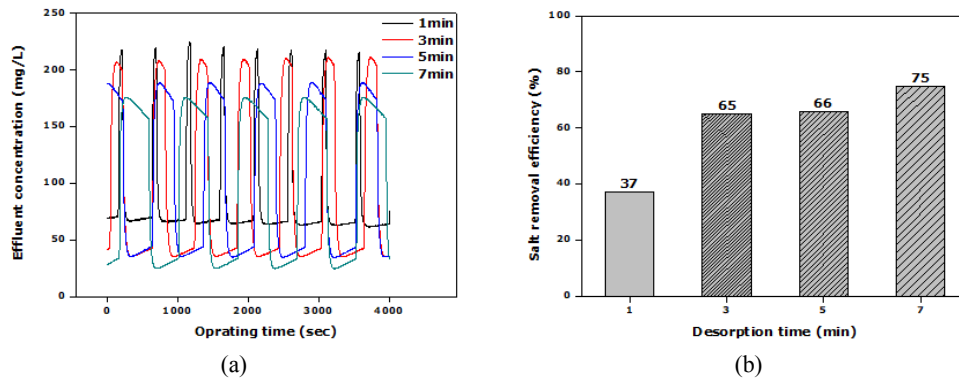 250
200
150
100
50
0
0
1000
2000
3000
4000
Effluent concentration (mg/L)
Oprating time (sec)
1min
3min
5min
7min
(a)
100
80
60
40
20
0
37
65
66
75
1
3
5
7
Salt removal efficiency (%)
Desorption time (min)
(b)